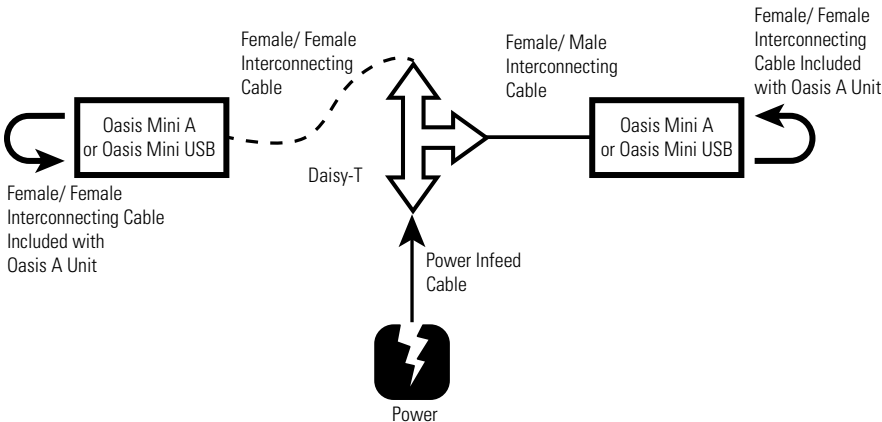 Female/ Female
Interconnecting
Cable
Female/ Male
Interconnecting
Cable
Female/ Female
Interconnecting
Cable Included
with Oasis A Unit
Oasis Mini A
or Oasis Mini USB
Oasis Mini A
or Oasis Mini USB
Daisy-T
Female/ Female
Interconnecting Cable
Included with
Oasis A Unit
Power Infeed
Cable
Power